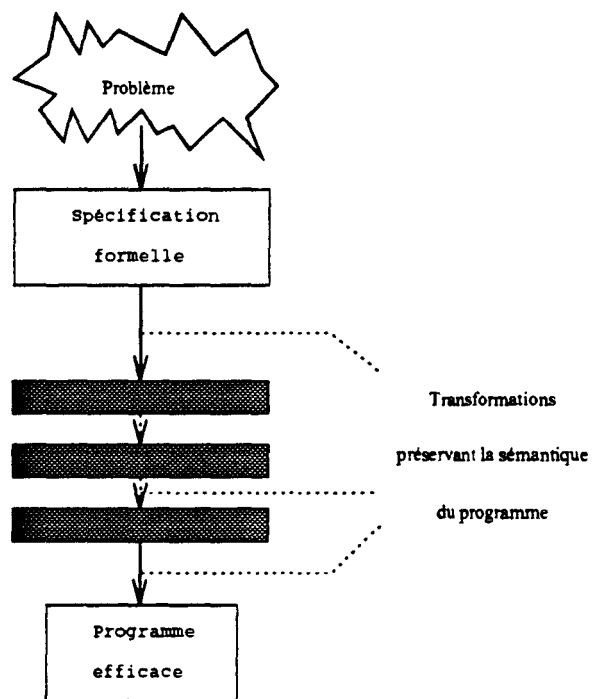 Problème
Spécification
formelle
Transformations
préservant la sémantique
du programme
Programme
efficace